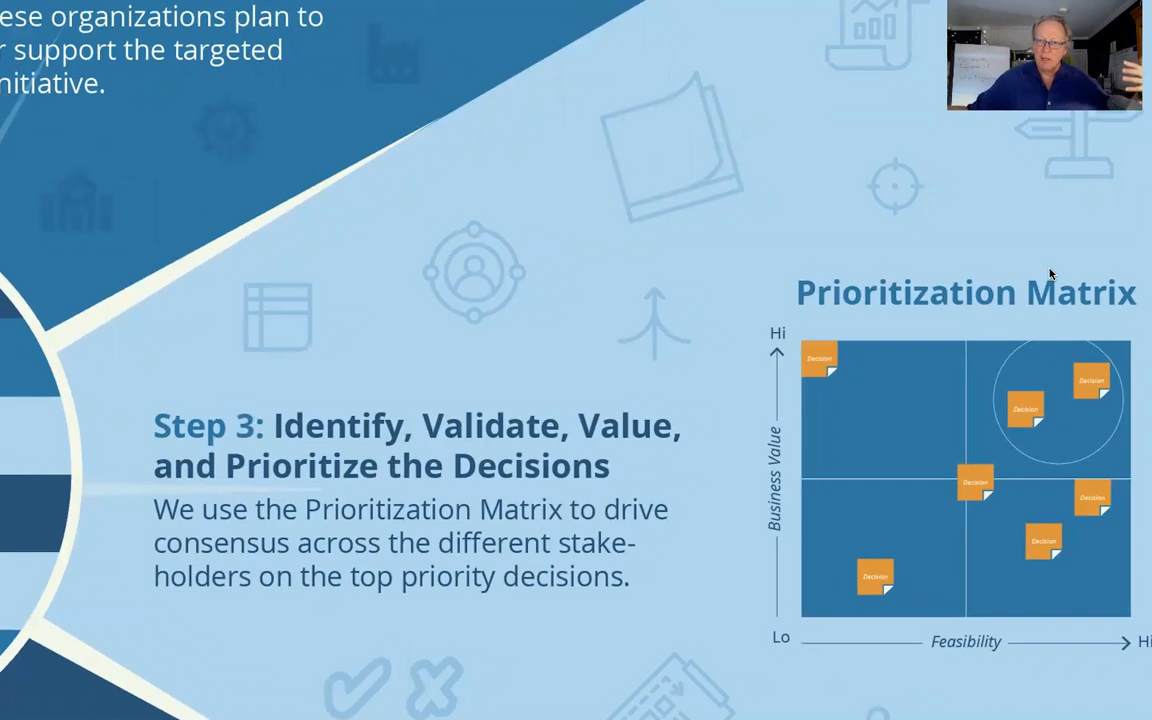 ese organizations plan to
r support the targeted
nitiative.
Prioritization Matrix
Hi
Decision
Decision
Decision
Business Value
Step 3: Identify, Validate, Value,
and Prioritize the Decisions
Decision
Decision
We use the Prioritization Matrix to drive
consensus across the different stake-
holders on the top priority decisions.
Decision
Decision
Lo
Feasibility
Hi